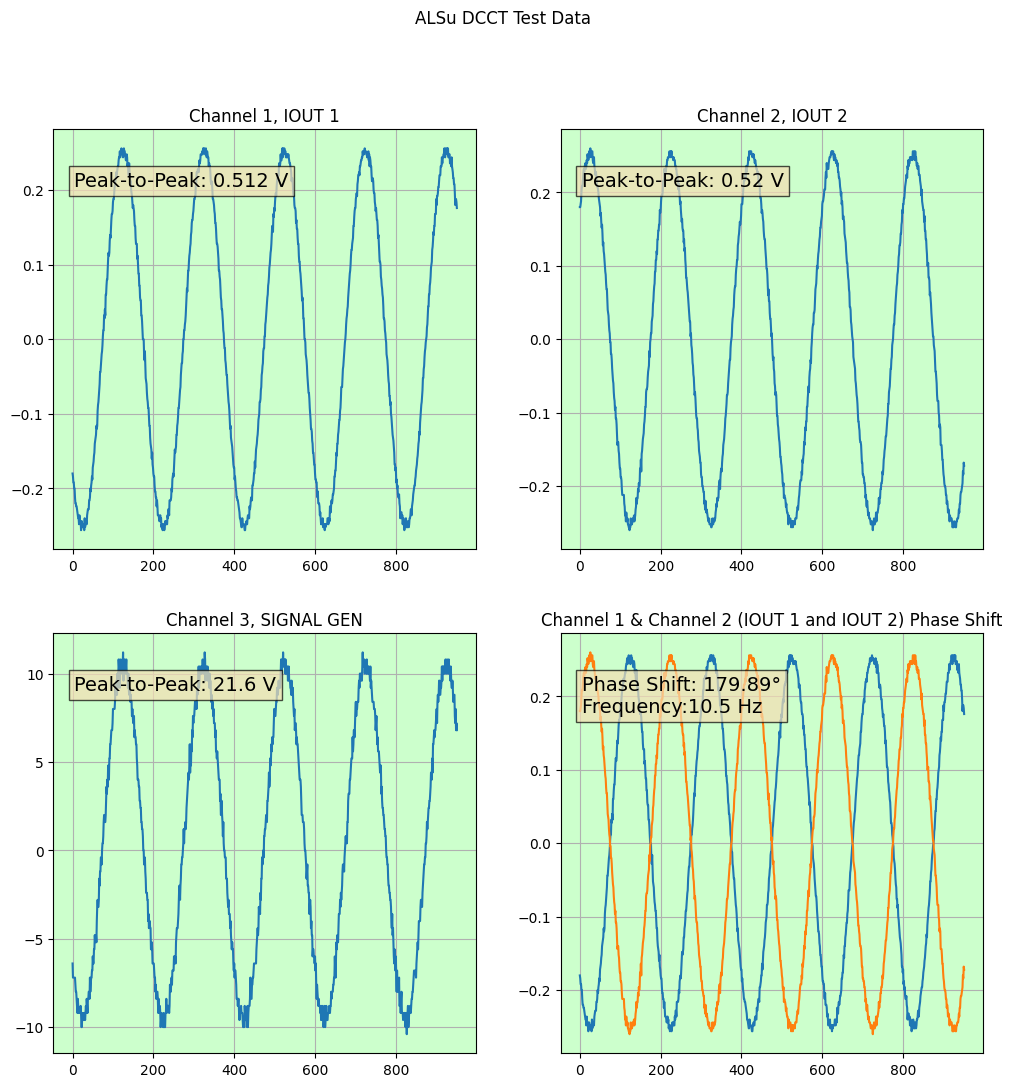 ALSu DCCT Test Data
Channel 1, IOUT 1
Peak-to-Peak: 0.512 V
0.2
0.1
0.0
−0.1
−0.2
0 200 400 600 800
Channel 2, IOUT 2
Peak-to-Peak: 0.52 V
0.2
0.1
0.0
−0.1
−0.2
0 200 400 600 800
Channel 3, SIGNAL GEN
Peak-to-Peak: 21.6 V
10
5
0
−5
−10
0 200 400 600 800
Channel 1 & Channel 2 (IOUT 1 and IOUT 2) Phase Shift
Phase Shift: 179.89°
Frequency:10.5 Hz
0.2
0.1
0.0
−0.1
−0.2
0 200 400 600 800